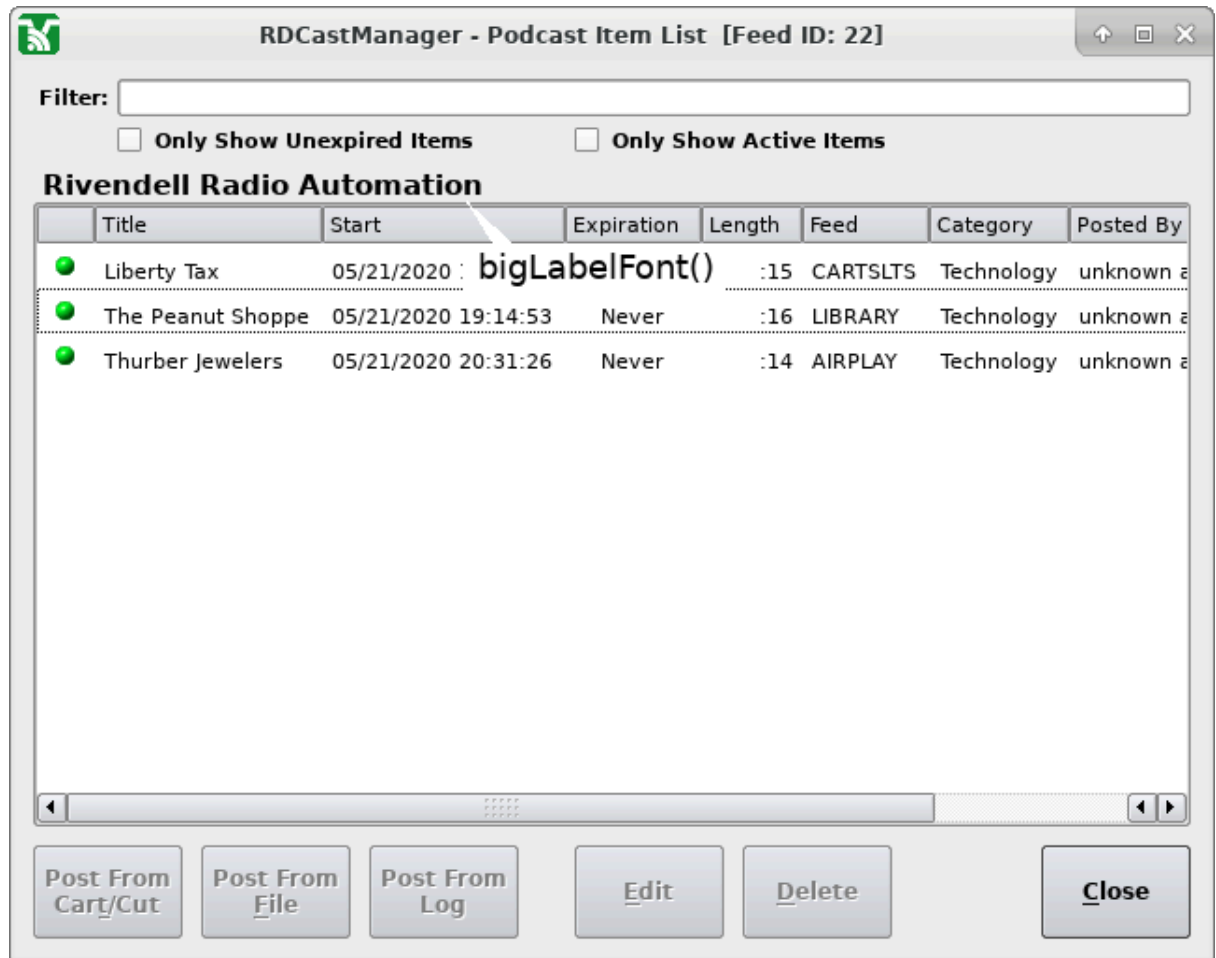 RDCastManager - Podcast Item List [Feed ID: 22]
Filter:
Only Show Unexpired Items Only Show Active Items
Rivendell Radio Automation
Title Start Expiration Length Feed Category Posted By
Liberty Tax 05/21/2020 bigLabelFont() :15 CARTSLTS Technology unknown a
The Peanut Shoppe 05/21/2020 19:14:53 Never :16 LIBRARY Technology unknown a
Thurber Jewelers 05/21/2020 20:31:26 Never :14 AIRPLAY Technology unknown a
Post From Cart/Cut
Post From File
Post From Log
Edit
Delete
Close